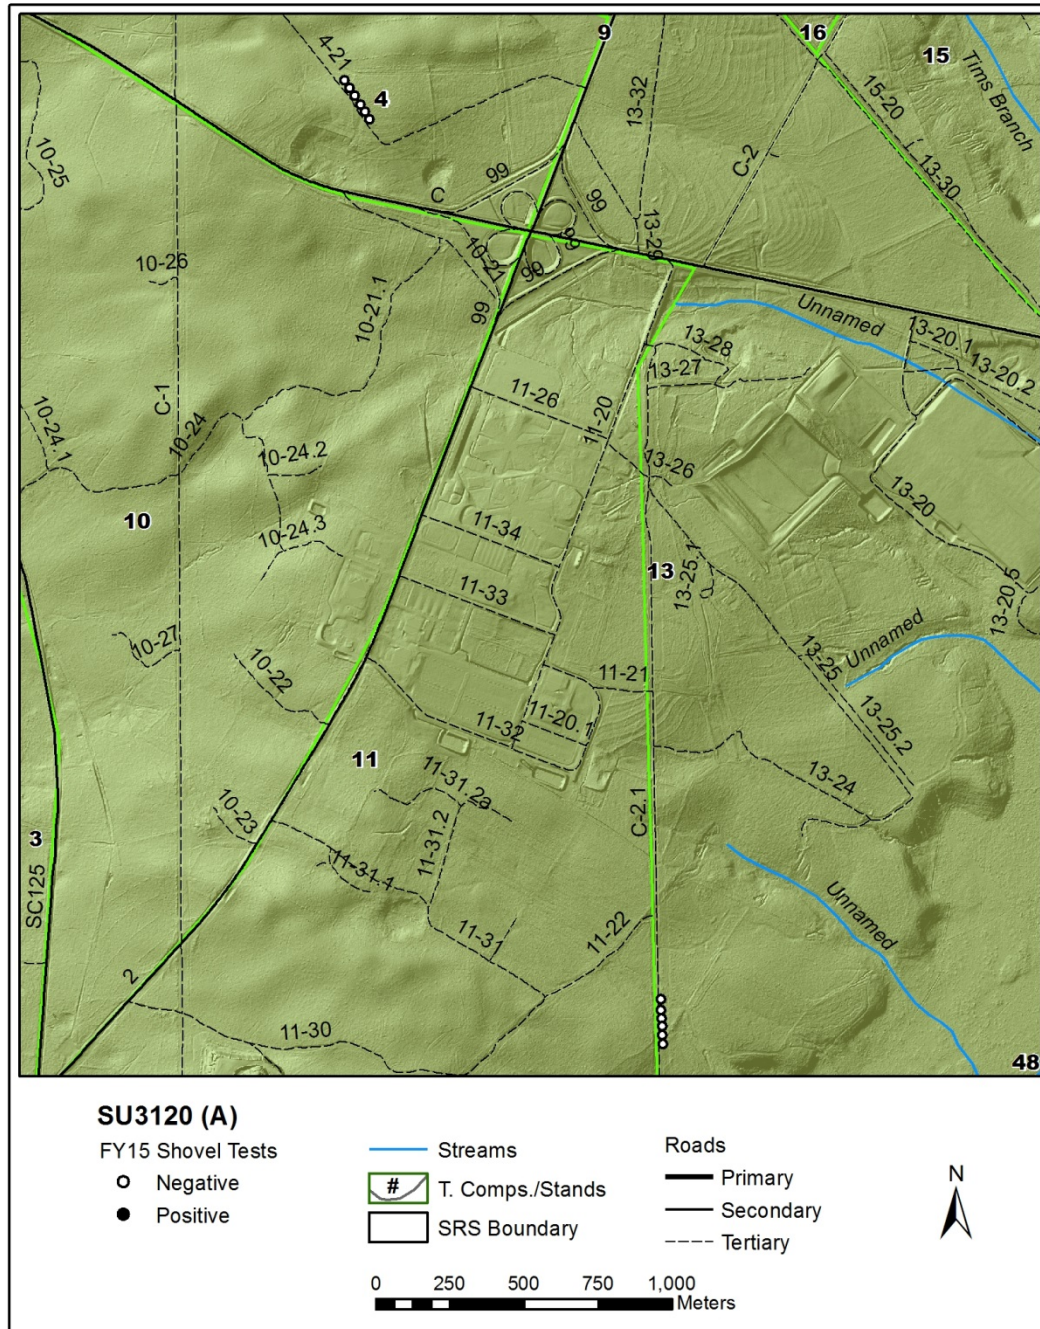 9
16
15
Tims Branch
4-21
4
13-32
15-20
C-2
13-30
10-25
99
C
99
13-29
99
10-21
99
10-26
99
10-21.1
Unnamed
13-20.1
13-28
13-20.2
13-27
C-1
11-26
11-20
10-24.1
10-24
10-24.2
13-26
13-20
10
10-24.3
11-34
13
13-25.1
11-33
13-20.5
Unnamed
10-27
10-22
13-25
11-21
13-25.2
11-20.1
11-32
11
13-24
11-31.2a
C-2.1
10-23
3
11-31.2
11-31.1
SC125
Unnamed
11-22
11-31
2
11-30
48
SU3120 (A)
FY15 Shovel Tests
Negative
Positive
Streams
#
T. Comps./Stands
SRS Boundary
Roads
Primary
Secondary
Tertiary
N
0 250 500 750 1,000
Meters